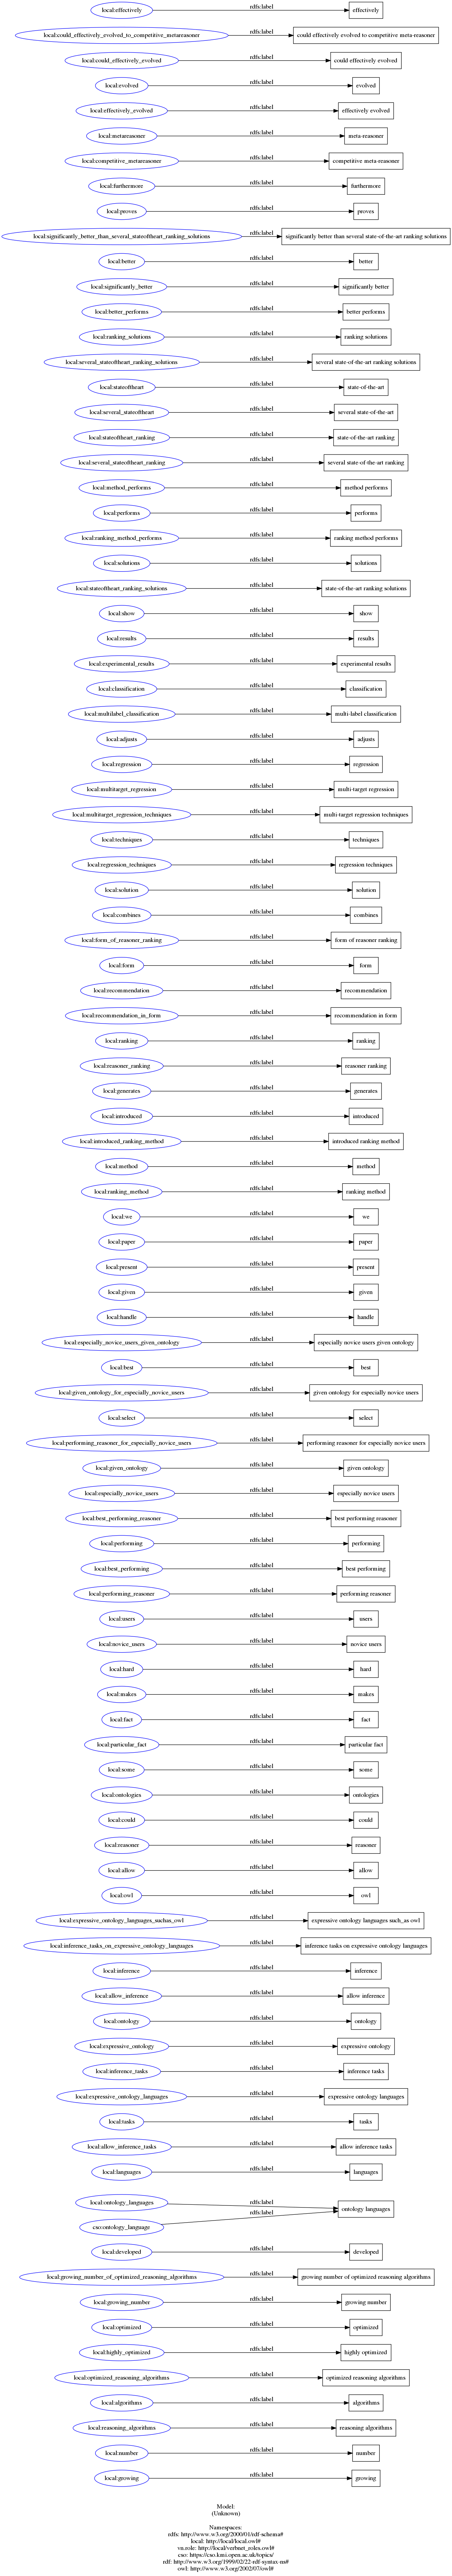 local:effectively rdfs:label effectively
local:could_effectively_evolved_to_competitive_metareasoner rdfs:label could effectively evolved to competitive meta-reasoner
local:could_effectively_evolved rdfs:label could effectively evolved
local:evolved rdfs:label evolved
local:effectively_evolved rdfs:label effectively evolved
local:metareasoner rdfs:label meta-reasoner
local:competitive_metareasoner rdfs:label competitive meta-reasoner
local:furthermore rdfs:label furthermore
local:proves rdfs:label proves
local:significantly_better_than_several_stateoftheart_ranking_solutions rdfs:label significantly better than several state-of-the-art ranking solutions
local:better rdfs:label better
local:significantly_better rdfs:label significantly better
local:better_performs rdfs:label better performs
local:ranking_solutions rdfs:label ranking solutions
local:several_stateoftheart_ranking_solutions rdfs:label several state-of-the-art ranking solutions
local:stateoftheart rdfs:label state-of-the-art
local:several_stateoftheart rdfs:label several state-of-the-art
local:stateoftheart_ranking rdfs:label state-of-the-art ranking
local:several_stateoftheart_ranking rdfs:label several state-of-the-art ranking
local:method_performs rdfs:label method performs
local:performs rdfs:label performs
local:ranking_method_performs rdfs:label ranking method performs
local:solutions rdfs:label solutions
local:stateoftheart_ranking_solutions rdfs:label state-of-the-art ranking solutions
local:show rdfs:label show
local:results rdfs:label results
local:experimental_results rdfs:label experimental results
local:classification rdfs:label classification
local:multilabel_classification rdfs:label multi-label classification
local:adjusts rdfs:label adjusts
local:regression rdfs:label regression
local:multitarget_regression rdfs:label multi-target regression
local:multitarget_regression_techniques rdfs:label multi-target regression techniques
local:techniques rdfs:label techniques
local:regression_techniques rdfs:label regression techniques
local:solution rdfs:label solution
local:combines rdfs:label combines
local:form_of_reasoner_ranking rdfs:label form of reasoner ranking
local:form rdfs:label form
local:recommendation rdfs:label recommendation
local:recommendation_in_form rdfs:label recommendation in form
local:ranking rdfs:label ranking
local:reasoner_ranking rdfs:label reasoner ranking
local:generates rdfs:label generates
local:introduced rdfs:label introduced
local:introduced_ranking_method rdfs:label introduced ranking method
local:method rdfs:label method
local:ranking_method rdfs:label ranking method
local:we rdfs:label we
local:paper rdfs:label paper
local:present rdfs:label present
local:given rdfs:label given
local:handle rdfs:label handle
local:especially_novice_users_given_ontology rdfs:label especially novice users given ontology
local:best rdfs:label best
local:given_ontology_for_especially_novice_users rdfs:label given ontology for especially novice users
local:select rdfs:label select
local:performing_reasoner_for_especially_novice_users rdfs:label performing reasoner for especially novice users
local:given_ontology rdfs:label given ontology
local:especially_novice_users rdfs:label especially novice users
local:best_performing_reasoner rdfs:label best performing reasoner
local:performing rdfs:label performing
local:best_performing rdfs:label best performing
local:performing_reasoner rdfs:label performing reasoner
local:users rdfs:label users
local:novice_users rdfs:label novice users
local:hard rdfs:label hard
local:makes rdfs:label makes
local:fact rdfs:label fact
local:particular_fact rdfs:label particular fact
local:some rdfs:label some
local:ontologies rdfs:label ontologies
local:could rdfs:label could
local:reasoner rdfs:label reasoner
local:allow rdfs:label allow
local:owl rdfs:label owl
local:expressive_ontology_languages_suchas_owl rdfs:label expressive ontology languages such_as owl
local:inference_tasks_on_expressive_ontology_languages rdfs:label inference tasks on expressive ontology languages
local:inference rdfs:label inference
local:allow_inference rdfs:label allow inference
local:ontology rdfs:label ontology
local:expressive_ontology rdfs:label expressive ontology
local:inference_tasks rdfs:label inference tasks
local:expressive_ontology_languages rdfs:label expressive ontology languages
local:tasks rdfs:label tasks
local:allow_inference_tasks rdfs:label allow inference tasks
local:languages rdfs:label languages
local:ontology_languages rdfs:label ontology languages
cso:ontology_language rdfs:label
local:developed rdfs:label developed
local:growing_number_of_optimized_reasoning_algorithms rdfs:label growing number of optimized reasoning algorithms
local:growing_number rdfs:label growing number
local:optimized rdfs:label optimized
local:highly_optimized rdfs:label highly optimized
local:optimized_reasoning_algorithms rdfs:label optimized reasoning algorithms
local:algorithms rdfs:label algorithms
local:reasoning_algorithms rdfs:label reasoning algorithms
local:number rdfs:label number
local:growing rdfs:label growing
Model:
(Unknown)
Namespaces:
rdfs: http://www.w3.org/2000/01/rdf-schema#
local: http://local/local.owl#
vn.role: http://local/verbnet_roles.owl#
cso: https://cso.kmi.open.ac.uk/topics/
rdf: http://www.w3.org/1999/02/22-rdf-syntax-ns#
owl: http://www.w3.org/2002/07/owl#